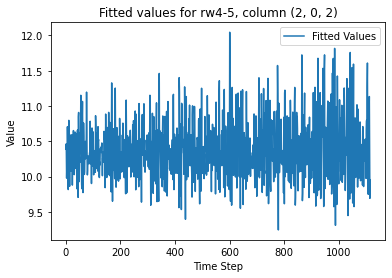 Fitted values for rw4-5, column (2, 0, 2)
Fitted Values
12.0
11.5
11.0
10.5
10.0
9.5
Value
0 200 400 600 800 1000
Time Step